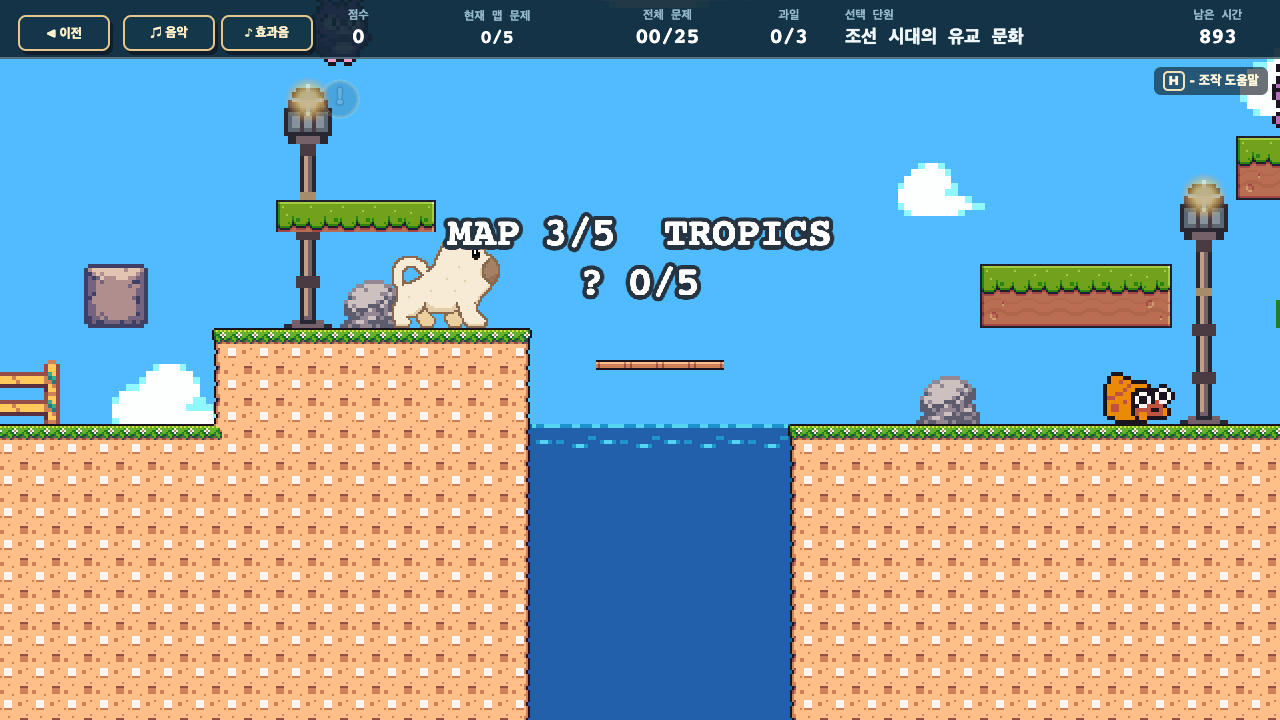 ◀ 이전
♫ 음악
♪ 효과음
점수
0
현재 맵 문제
0/5
전체 문제
00/25
과일
0/3
선택 단원
조선 시대의 유교 문화
남은 시간
893
H - 조작 도움말
!
MAP 3/5 TROPICS
? 0/5